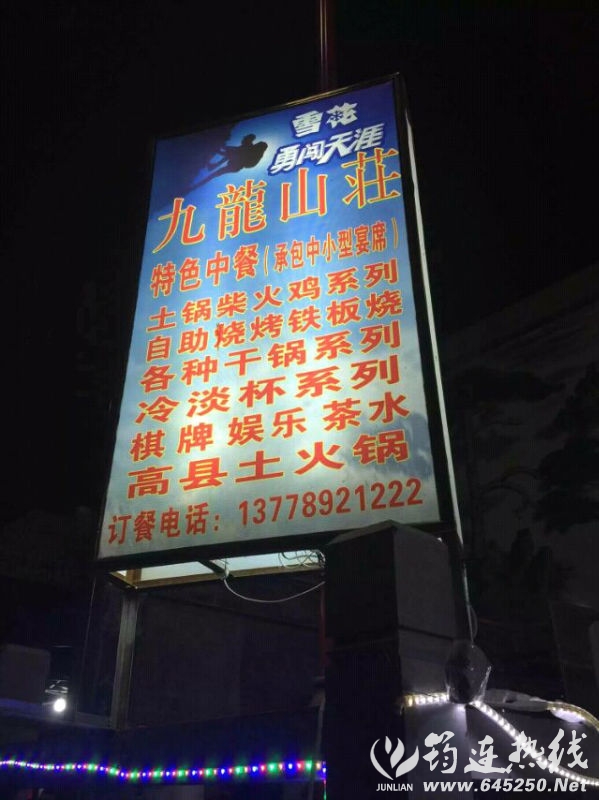 雪花
勇闯天涯
九龍山莊
特色中餐(承包中小型宴席)
土锅柴火鸡系列
自助烧烤铁板烧
各种干锅系列
冷淡杯系列
棋牌娱乐茶水
高县土火锅
订餐电话：13778921222
筠连热线
JUNLIAN
www.645250.Net